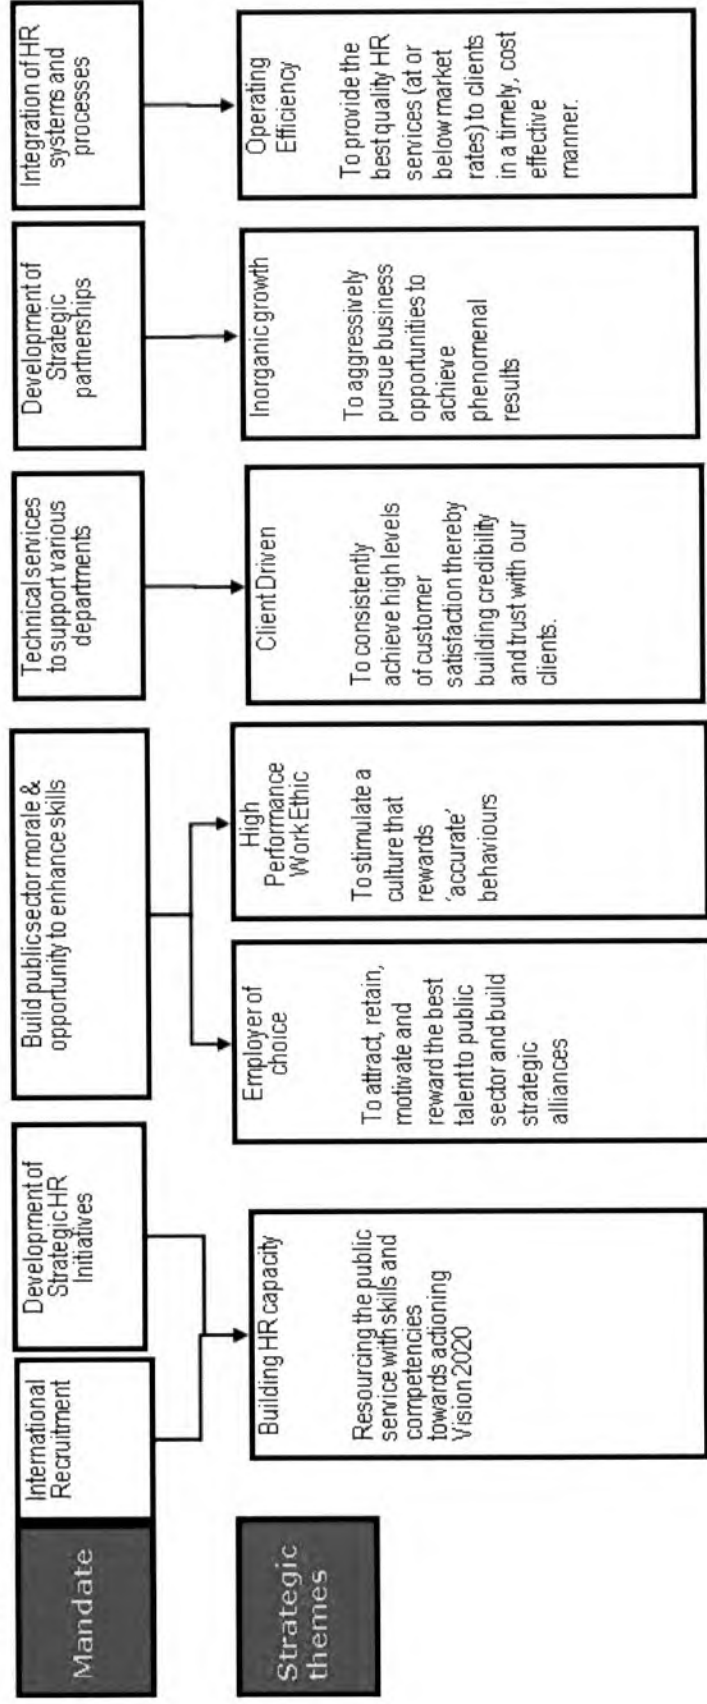 Mandate
International
Recruitment
Development of
Strategic HR
Initiatives
Build public sector morale &
opportunity to enhance skills
Technical services
to support various
departments
Development of
Strategic
partnerships
Integration of HR
systems and
processes
Strategic
themes
Building HR capacity
Resourcing the public
service with skills and
competencies
towards actioning
Vision 2020
Employer of
choice
To attract, retain,
motivate and
reward the best
talent to public
sector and build
strategic
alliances
High
Performance
Work Ethic
To stimulate a
culture that
rewards
‘accurate’
behaviours
Client Driven
To consistently
achieve high levels
of customer
satisfaction thereby
building credibility
and trust with our
clients.
Inorganic growth
To aggressively
pursue business
opportunities to
achieve
phenomenal
results
Operating
Efficiency
To provide the
best quality HR
services (at or
below market
rates) to clients
in a timely, cost
effective
manner.